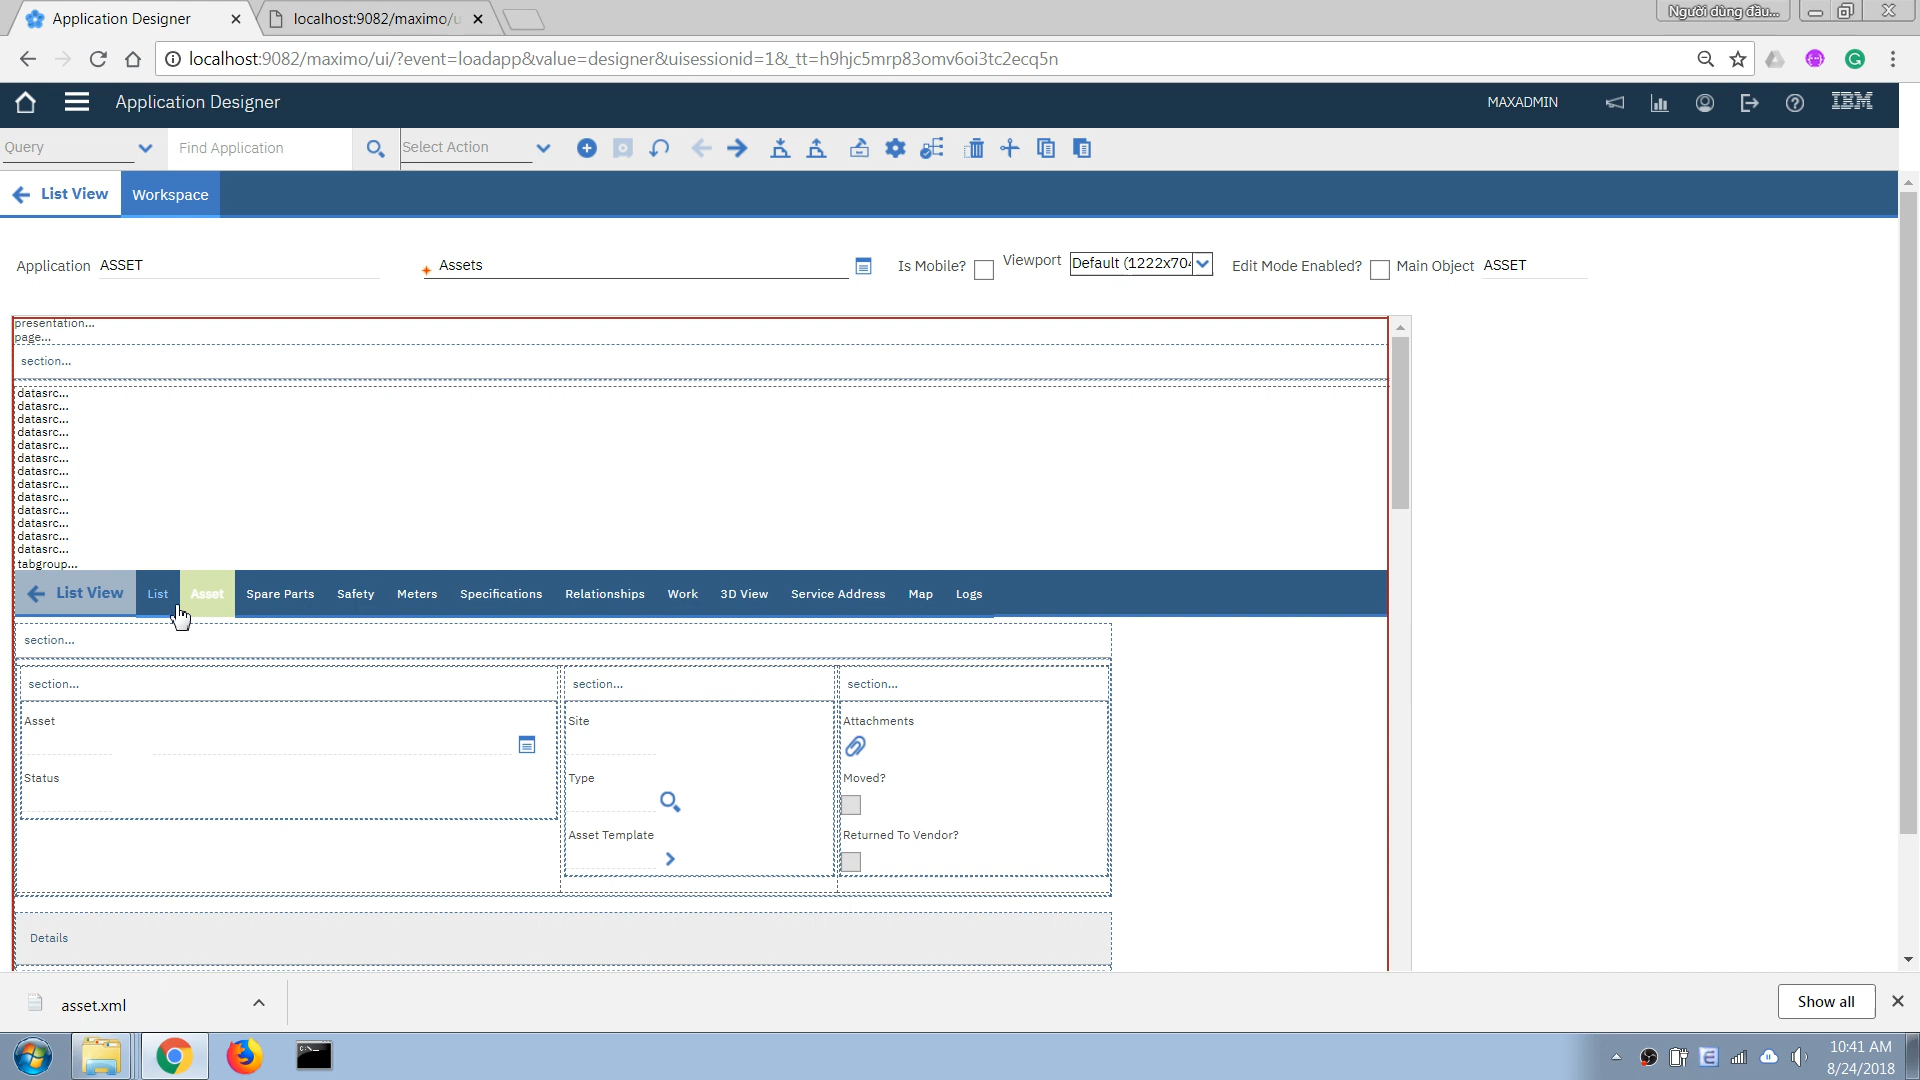 Application Designer
localhost:9082/maximo/u
Người dùng đầu...
localhost:9082/maximo/ui/?event=loadapp&value=designer&uisessionid=1&_tt=h9hjc5mrp83omv6oi3tc2ecq5n
Application Designer
MAXADMIN
IBM
Query
Find Application
Select Action
List View
Workspace
Application ASSET
Assets
Is Mobile?
Viewport
Default (1222x704
Edit Mode Enabled?
Main Object ASSET
presentation...
page...
section...
datasrc...
datasrc...
datasrc...
datasrc...
datasrc...
datasrc...
datasrc...
datasrc...
datasrc...
datasrc...
datasrc...
datasrc...
datasrc...
tabgroup...
List View
List
Asset
Spare Parts
Safety
Meters
Specifications
Relationships
Work
3D View
Service Address
Map
Logs
section...
section...
section...
section...
Asset
Site
Attachments
Status
Type
Moved?
Asset Template
Returned To Vendor?
Details
asset.xml
Show all
10:41 AM
8/24/2018